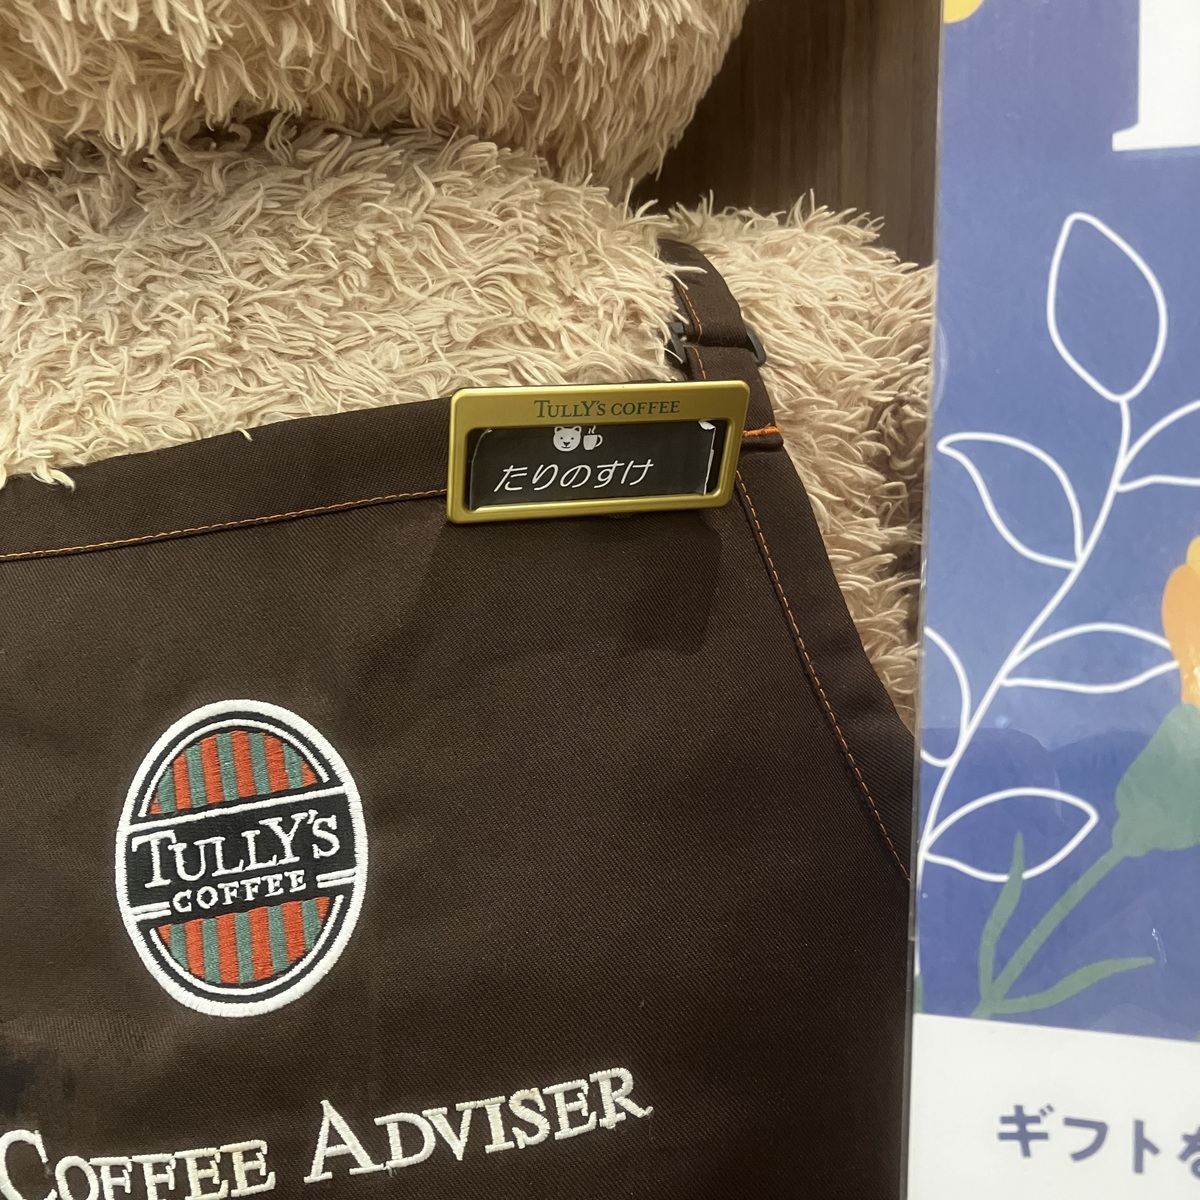 TULLY'S COFFEE
たりのすけ
TULLY'S
COFFEE
COFFEE ADVISER
ギフトを